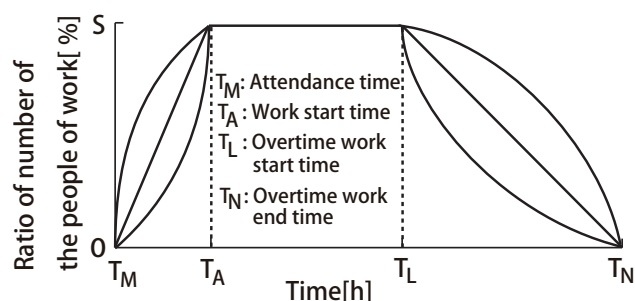 S
Ratio of number of
the people of work[ %]
T_M: Attendance time
T_A : Work start time
T_L : Overtime work
start time
T_N: Overtime work
end time
0
T_M
T_A
T_L
T_N
Time[h]